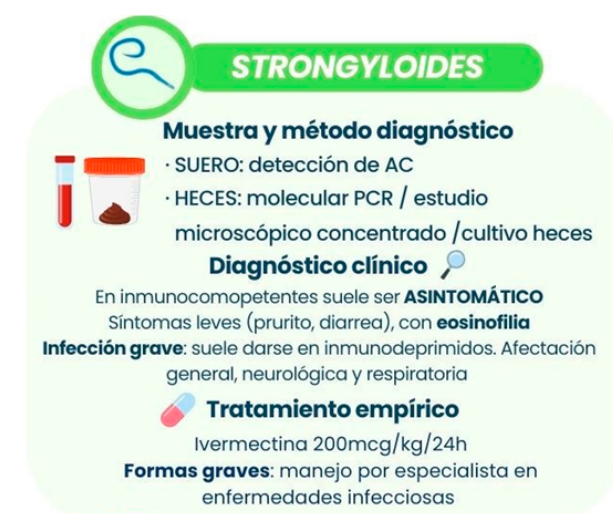 STRONGYLOIDES
Muestra y método diagnóstico
· SUERO: detección de AC
· HECES: molecular PCR / estudio
microscópico concentrado /cultivo heces
Diagnóstico clínico
En inmunocomopetentes suele ser ASINTOMÁTICO
Síntomas leves (prurito, diarrea), con eosinofilia
Infección grave: suele darse en inmunodeprimidos. Afectación
general, neurológica y respiratoria
Tratamiento empírico
Ivermectina 200mcg/kg/24h
Formas graves: manejo por especialista en
enfermedades infecciosas